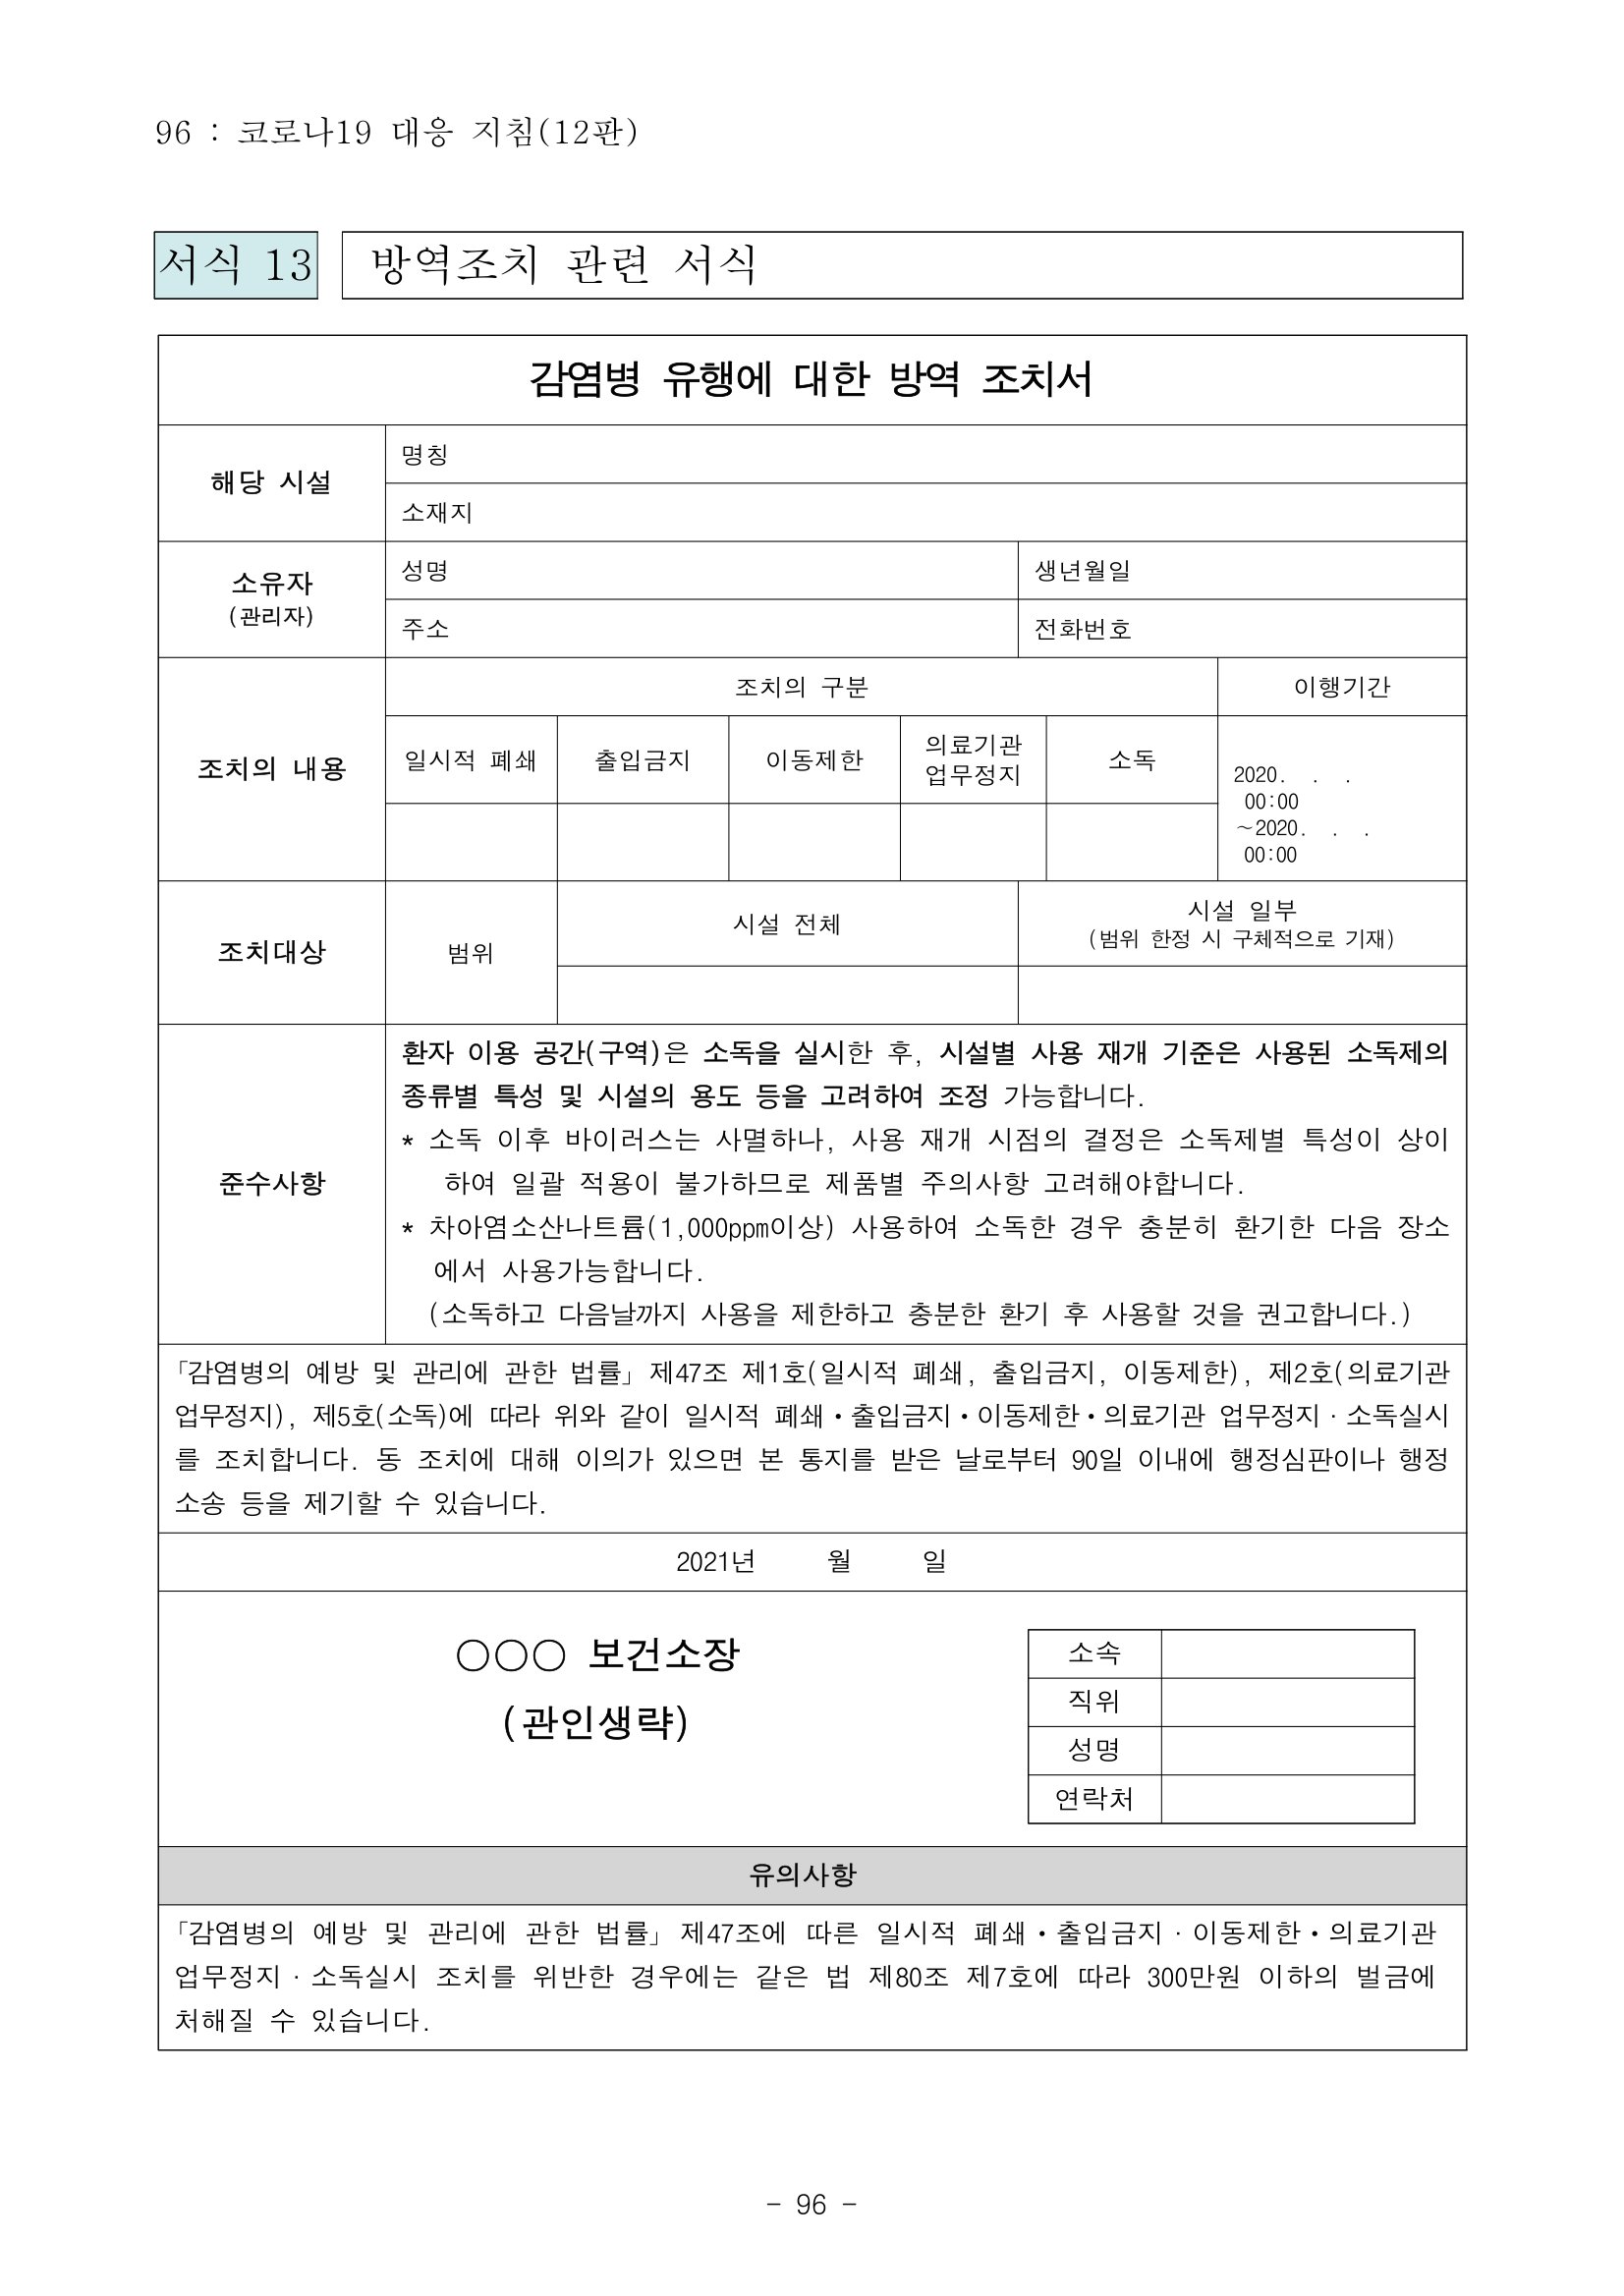 96 : 코로나19 대응 지침(12판)
서식 13 방역조치 관련 서식
감염병 유행에 대한 방역 조치서
해당 시설
명칭
소재지
소유자
(관리자)
성명
생년월일
주소
전화번호
조치의 내용
조치의 구분
이행기간
일시적 폐쇄
출입금지
이동제한
의료기관
업무정지
소독
2020. . .
00:00
~2020. . .
00:00
조치대상
범위
시설 전체
시설 일부
(범위 한정 시 구체적으로 기재)
준수사항
환자 이용 공간(구역)은 소독을 실시한 후, 시설별 사용 재개 기준은 사용된 소독제의
종류별 특성 및 시설의 용도 등을 고려하여 조정 가능합니다.
* 소독 이후 바이러스는 사멸하나, 사용 재개 시점의 결정은 소독제별 특성이 상이
하여 일괄 적용이 불가하므로 제품별 주의사항 고려해야합니다.
* 차아염소산나트륨(1,000ppm이상) 사용하여 소독한 경우 충분히 환기한 다음 장소
에서 사용가능합니다.
(소독하고 다음날까지 사용을 제한하고 충분한 환기 후 사용할 것을 권고합니다.)
「감염병의 예방 및 관리에 관한 법률」 제47조 제1호(일시적 폐쇄, 출입금지, 이동제한), 제2호(의료기관
업무정지), 제5호(소독)에 따라 위와 같이 일시적 폐쇄•출입금지•이동제한•의료기관 업무정지·소독실시
를 조치합니다. 동 조치에 대해 이의가 있으면 본 통지를 받은 날로부터 90일 이내에 행정심판이나 행정
소송 등을 제기할 수 있습니다.
2021년 월 일
○○○ 보건소장
(관인생략)
소속
직위
성명
연락처
유의사항
「감염병의 예방 및 관리에 관한 법률」 제47조에 따른 일시적 폐쇄•출입금지·이동제한•의료기관
업무정지·소독실시 조치를 위반한 경우에는 같은 법 제80조 제7호에 따라 300만원 이하의 벌금에
처해질 수 있습니다.
- 96 -